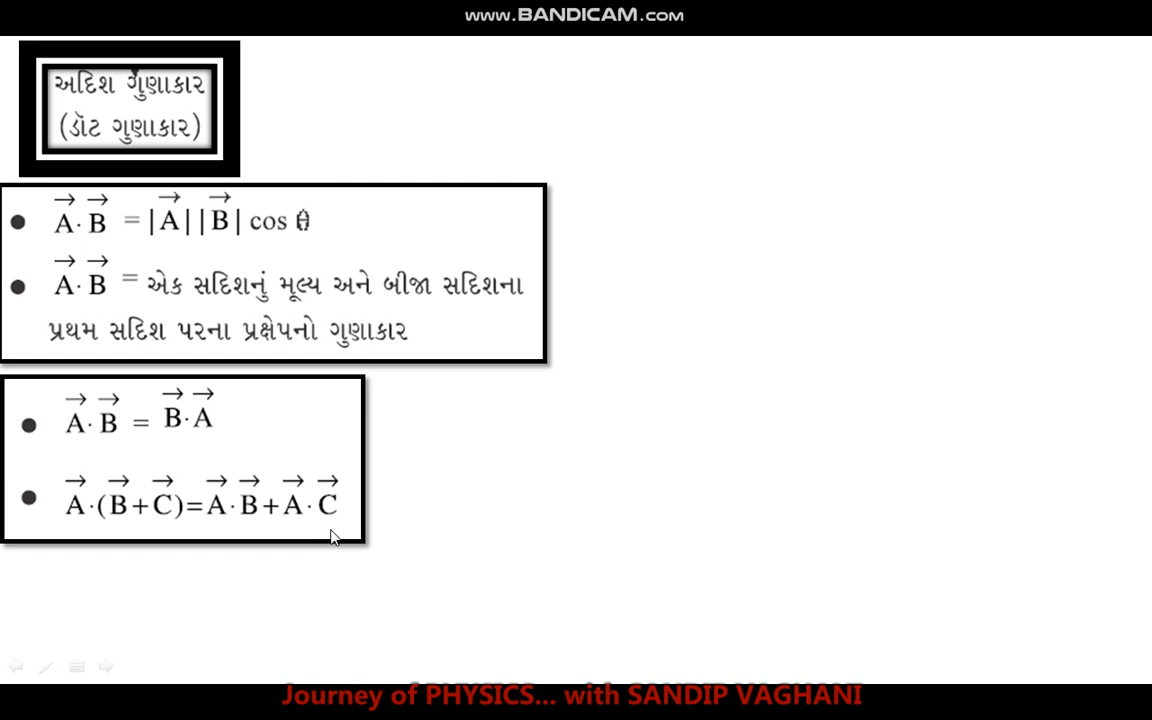 www.BANDICAM.com
અદિશ ગુણાકાર
(ડૉટ ગુણાકાર)
● A⃗ · B⃗ = |A⃗| |B⃗| cos θ
● A⃗ · B⃗ = એક સદિશનું મૂલ્ય અને બીજા સદિશના
પ્રથમ સદિશ પરના પ્રક્ષેપનો ગુણાકાર
● A⃗ · B⃗ = B⃗ · A⃗
● A⃗ · (B⃗ + C⃗) = A⃗ · B⃗ + A⃗ · C⃗
Journey of PHYSICS... with SANDIP VAGHANI